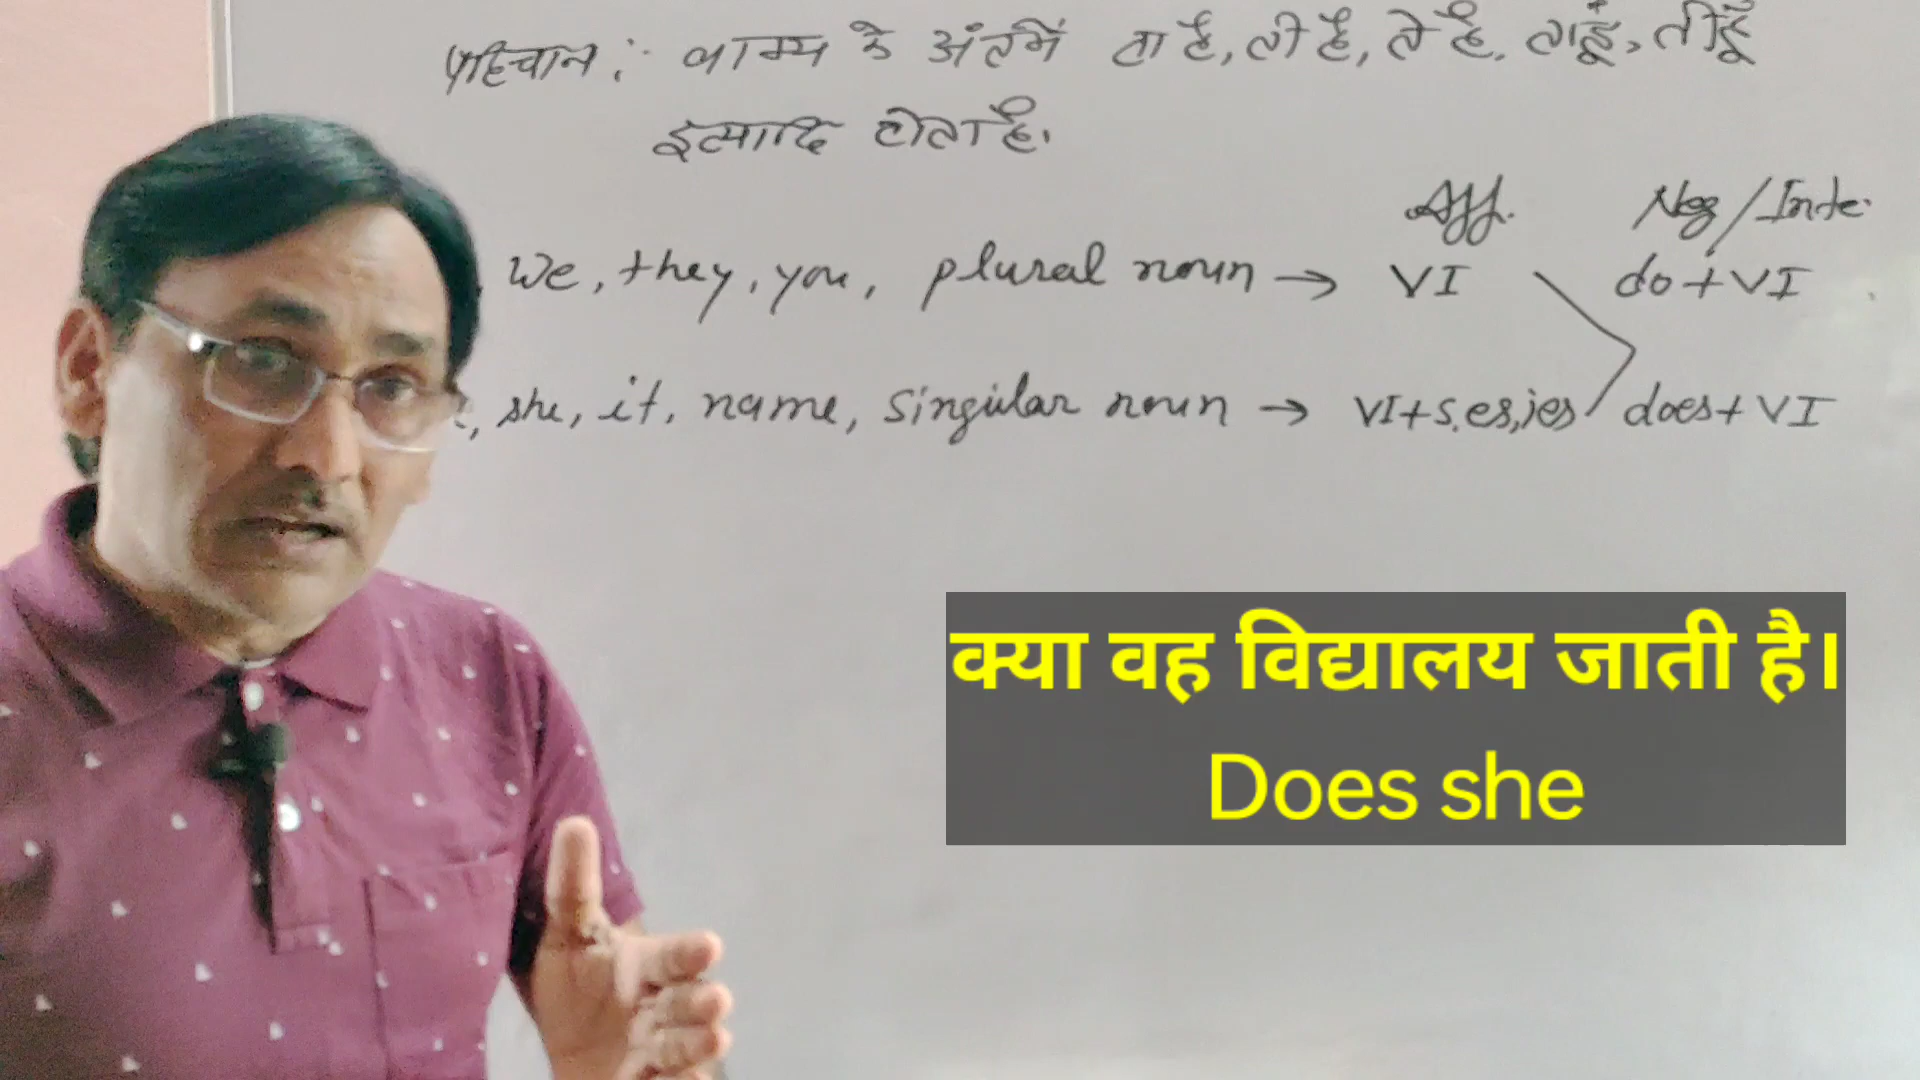 पहिचान :- वाक्य के अंत में ता है, ती है, ते है, ता हूँ, ती हूँ
इत्यादि होता है.
Aff. Neg/Inte.
We, they, you, plural noun → VI do+VI
, she, it, name, singular noun → VI+s,es,ies does+VI
क्या वह विद्यालय जाती है।
Does she